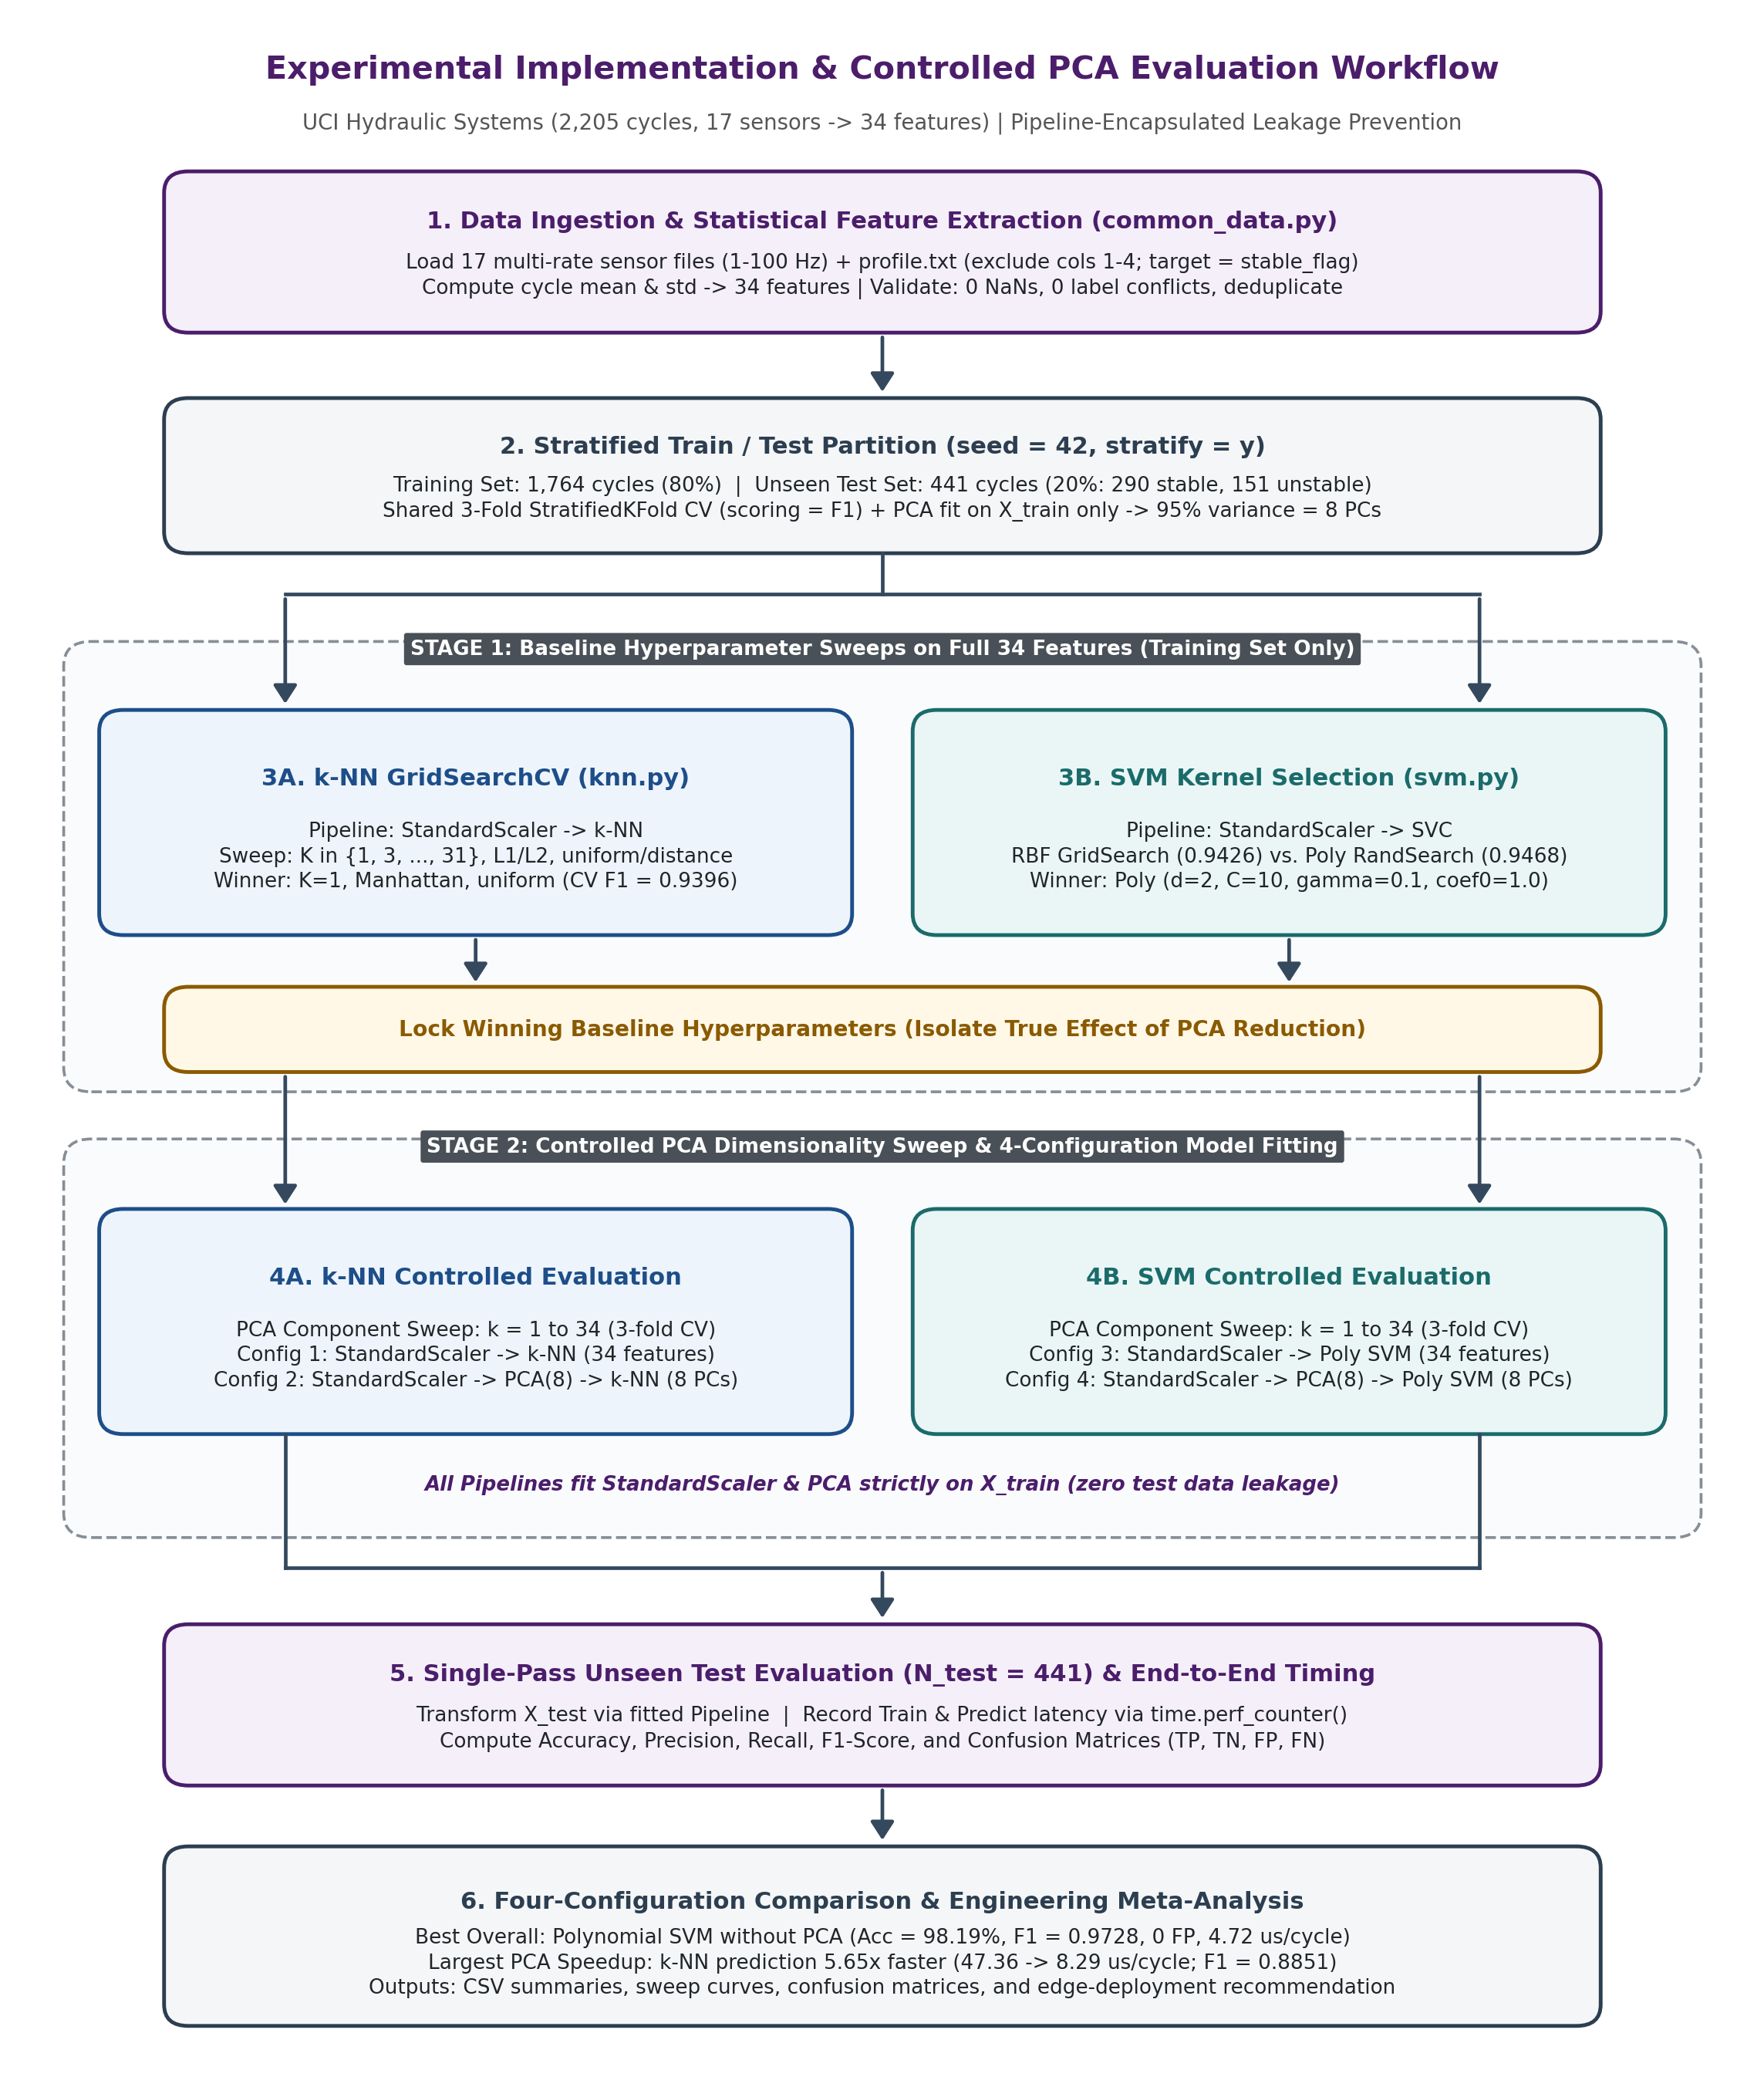 Experimental Implementation & Controlled PCA Evaluation Workflow
UCI Hydraulic Systems (2,205 cycles, 17 sensors -> 34 features) | Pipeline-Encapsulated Leakage Prevention
1. Data Ingestion & Statistical Feature Extraction (common_data.py)
Load 17 multi-rate sensor files (1-100 Hz) + profile.txt (exclude cols 1-4; target = stable_flag)
Compute cycle mean & std -> 34 features | Validate: 0 NaNs, 0 label conflicts, deduplicate
2. Stratified Train / Test Partition (seed = 42, stratify = y)
Training Set: 1,764 cycles (80%) | Unseen Test Set: 441 cycles (20%: 290 stable, 151 unstable)
Shared 3-Fold StratifiedKFold CV (scoring = F1) + PCA fit on X_train only -> 95% variance = 8 PCs
STAGE 1: Baseline Hyperparameter Sweeps on Full 34 Features (Training Set Only)
3A. k-NN GridSearchCV (knn.py)
Pipeline: StandardScaler -> k-NN
Sweep: K in {1, 3, ..., 31}, L1/L2, uniform/distance
Winner: K=1, Manhattan, uniform (CV F1 = 0.9396)
3B. SVM Kernel Selection (svm.py)
Pipeline: StandardScaler -> SVC
RBF GridSearch (0.9426) vs. Poly RandSearch (0.9468)
Winner: Poly (d=2, C=10, gamma=0.1, coef0=1.0)
Lock Winning Baseline Hyperparameters (Isolate True Effect of PCA Reduction)
STAGE 2: Controlled PCA Dimensionality Sweep & 4-Configuration Model Fitting
4A. k-NN Controlled Evaluation
PCA Component Sweep: k = 1 to 34 (3-fold CV)
Config 1: StandardScaler -> k-NN (34 features)
Config 2: StandardScaler -> PCA(8) -> k-NN (8 PCs)
4B. SVM Controlled Evaluation
PCA Component Sweep: k = 1 to 34 (3-fold CV)
Config 3: StandardScaler -> Poly SVM (34 features)
Config 4: StandardScaler -> PCA(8) -> Poly SVM (8 PCs)
All Pipelines fit StandardScaler & PCA strictly on X_train (zero test data leakage)
5. Single-Pass Unseen Test Evaluation (N_test = 441) & End-to-End Timing
Transform X_test via fitted Pipeline | Record Train & Predict latency via time.perf_counter()
Compute Accuracy, Precision, Recall, F1-Score, and Confusion Matrices (TP, TN, FP, FN)
6. Four-Configuration Comparison & Engineering Meta-Analysis
Best Overall: Polynomial SVM without PCA (Acc = 98.19%, F1 = 0.9728, 0 FP, 4.72 us/cycle)
Largest PCA Speedup: k-NN prediction 5.65x faster (47.36 -> 8.29 us/cycle; F1 = 0.8851)
Outputs: CSV summaries, sweep curves, confusion matrices, and edge-deployment recommendation